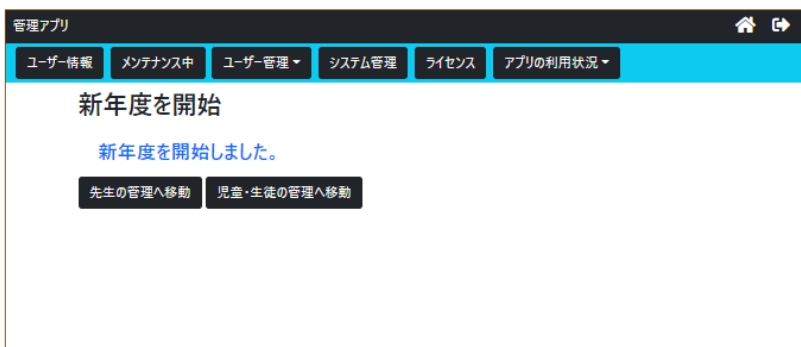 管理アプリ
ユーザー情報 メンテナンス中 ユーザー管理 システム管理 ライセンス アプリの利用状況
新年度を開始
新年度を開始しました。
先生の管理へ移動 児童・生徒の管理へ移動